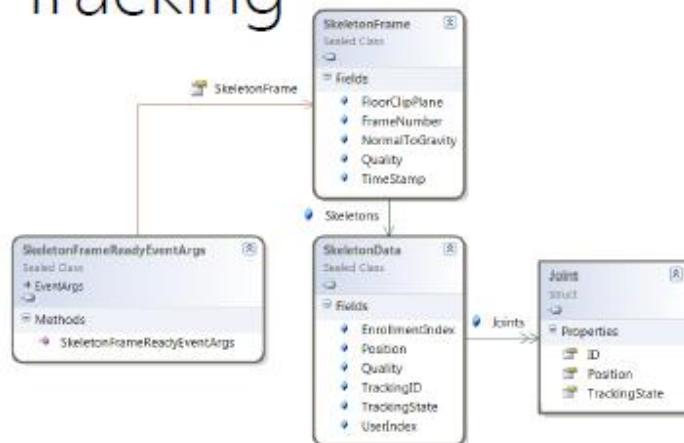 Tracking
SkeletonFrame
Sealed Class
Fields
FloorClipPlane
FrameNumber
NormalToGravity
Quality
TimeStamp
SkeletonFrame
Skeletons
SkeletonFrameReadyEventArgs
Sealed Class
EventArgs
Methods
SkeletonFrameReadyEventArgs
SkeletonData
Sealed Class
Fields
EnrollmentIndex
Position
Quality
TrackingID
TrackingState
UserIndex
Joints
Joint
Struct
Properties
ID
Position
TrackingState